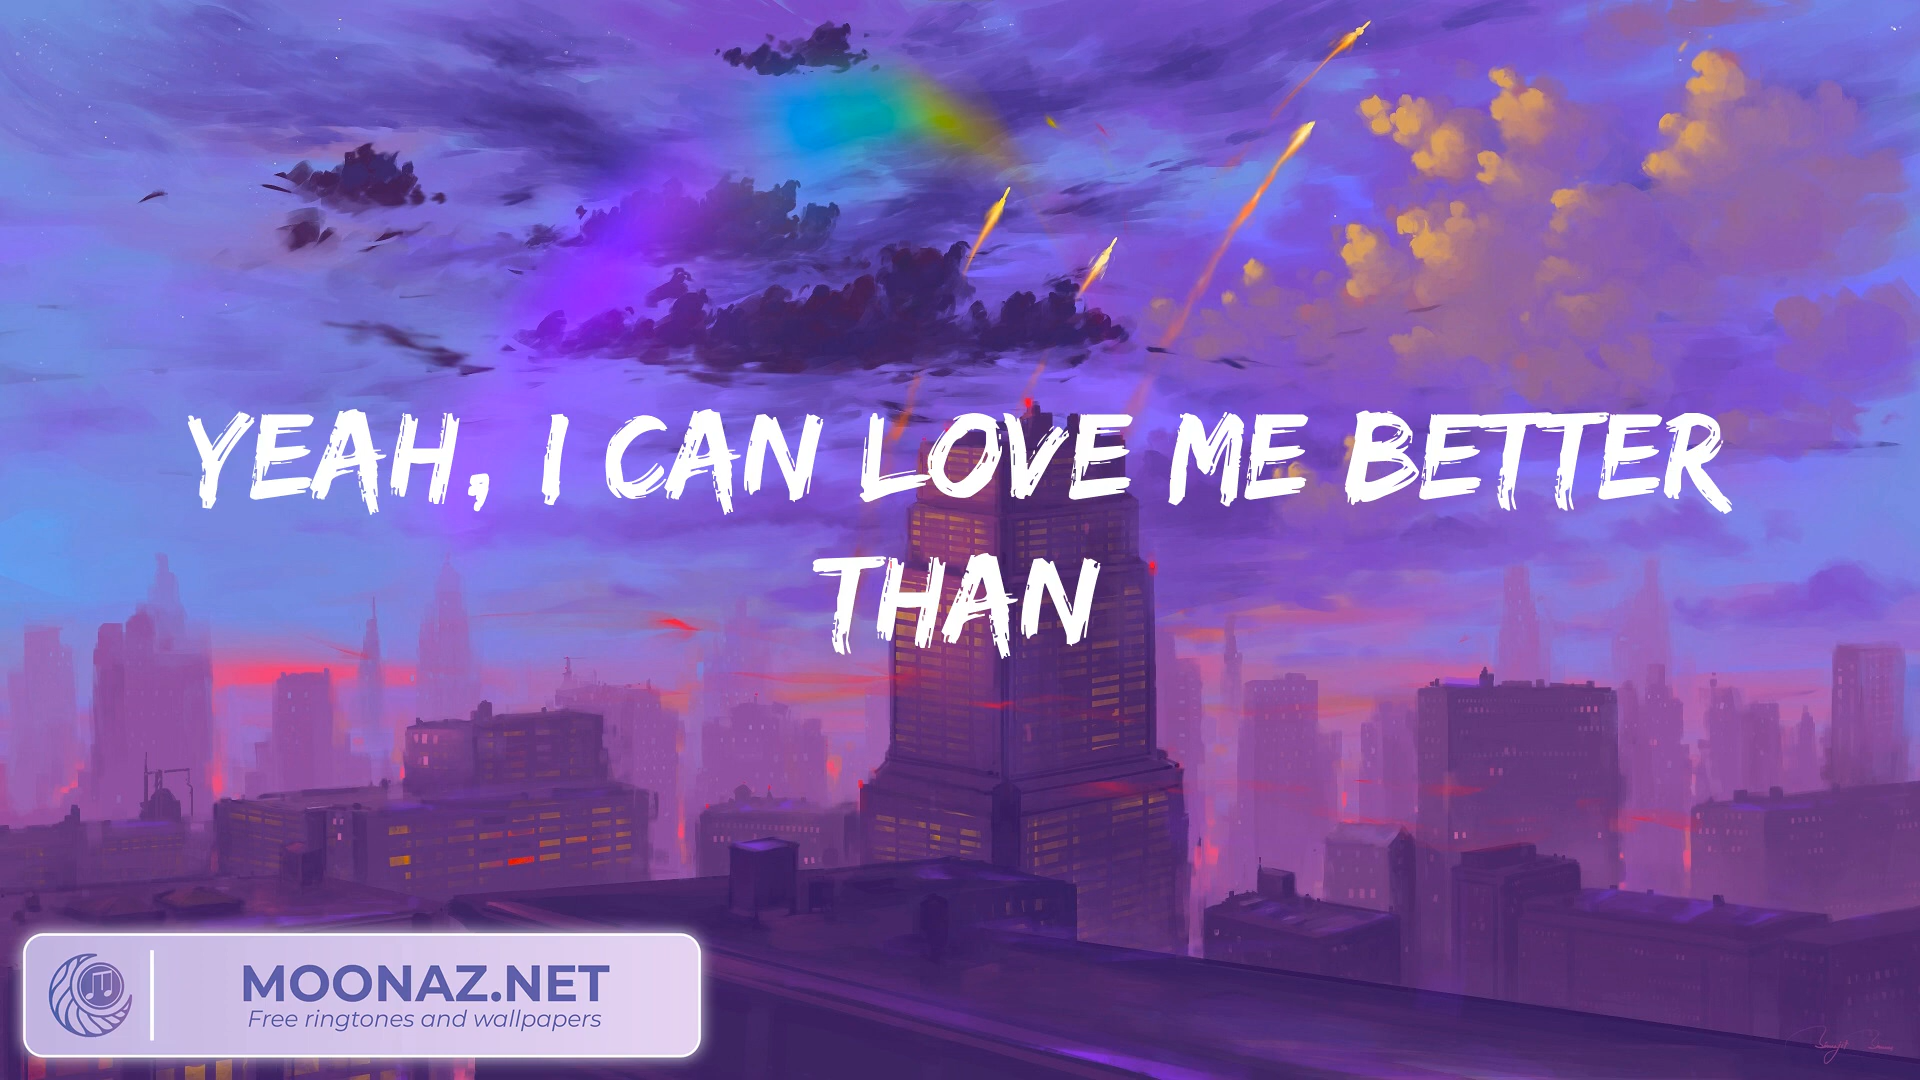 YEAH, I CAN LOVE ME BETTER
THAN
MOONAZ.NET
Free ringtones and wallpapers